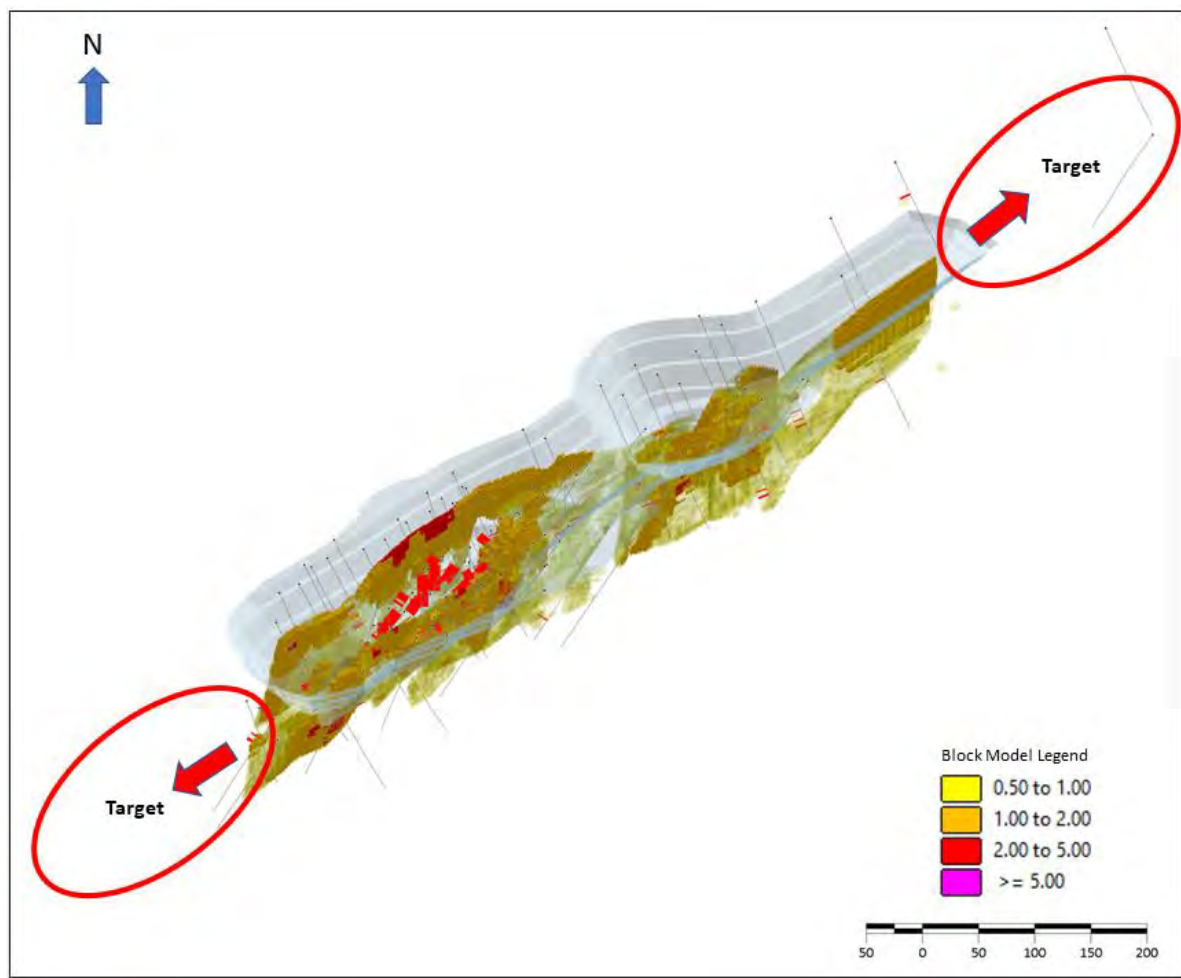 N
Target
Target
Block Model Legend
0.50 to 1.00
1.00 to 2.00
2.00 to 5.00
>= 5.00
50 0 50 100 150 200